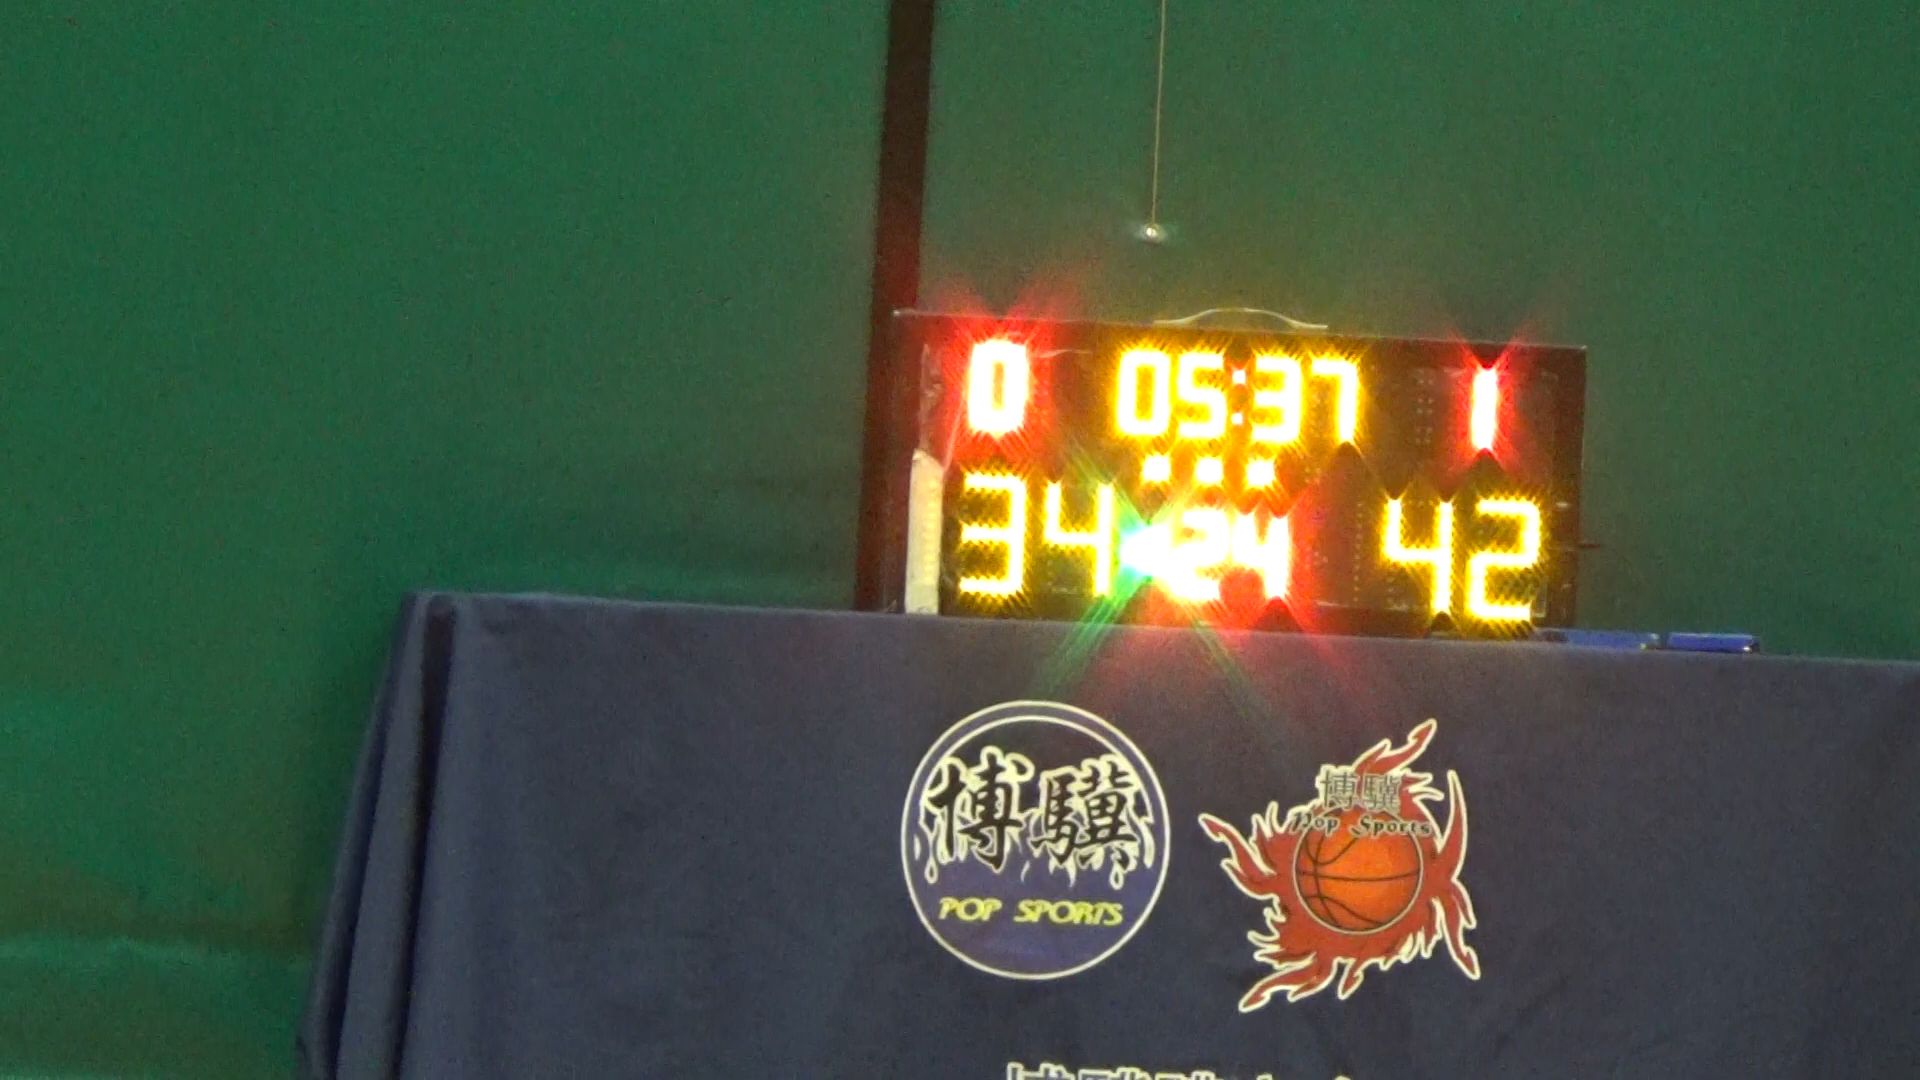 0 05:37 1
34 24 42
博驥
POP SPORTS
博驥
Pop Sports